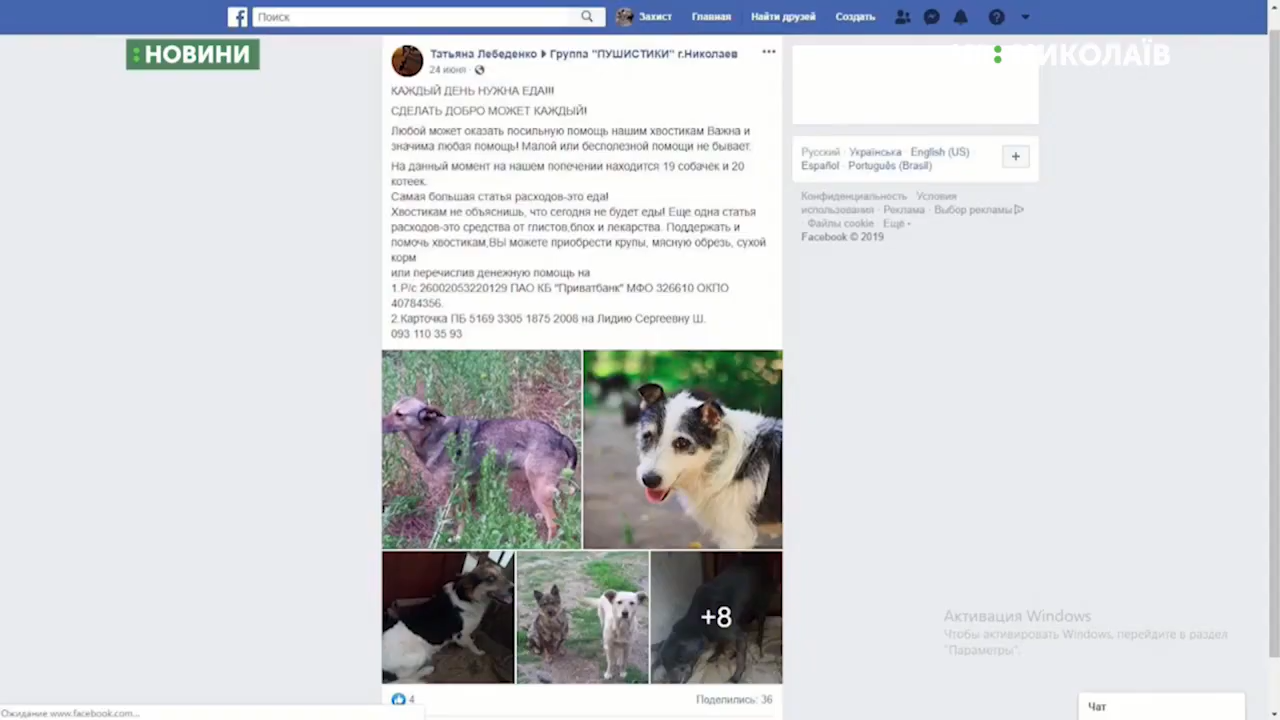 Поиск
Захист
Главная
Найти друзей
Создать
:НОВИНИ
НИКОЛАЇВ
Татьяна Лебеденко ▶ Группа "ПУШИСТИКИ" г.Николаев
24 июня
КАЖДЫЙ ДЕНЬ НУЖНА ЕДА!!!
СДЕЛАТЬ ДОБРО МОЖЕТ КАЖДЫЙ!
Любой может оказать посильную помощь нашим хвостикам Важна и
значима любая помощь! Малой или бесполезной помощи не бывает.
На данный момент на нашем попечении находится 19 собачек и 20
котеек.
Самая большая статья расходов-это еда!
Хвостикам не объяснишь, что сегодня не будет еды! Еще одна статья
расходов-это средства от глистов,блох и лекарства. Поддержать и
помочь хвостикам,ВЫ можете приобрести крупы, мясную обрезь, сухой
корм
или перечислив денежную помощь на
1.Р/с 26002053220129 ПАО КБ "Приватбанк" МФО 326610 ОКПО
40784356.
2.Карточка ПБ 5169 3305 1875 2008 на Лидию Сергеевну Ш.
093 110 35 93
+8
4
Поделились: 36
Русский · Українська · English (US)
Español · Português (Brasil)
+
Конфиденциальность · Условия
использования · Реклама · Выбор рекламы
· Файлы cookie · Ещё
Facebook © 2019
Активация Windows
Чтобы активировать Windows, перейдите в раздел
"Параметры".
Чат
Ожидание www.facebook.com...